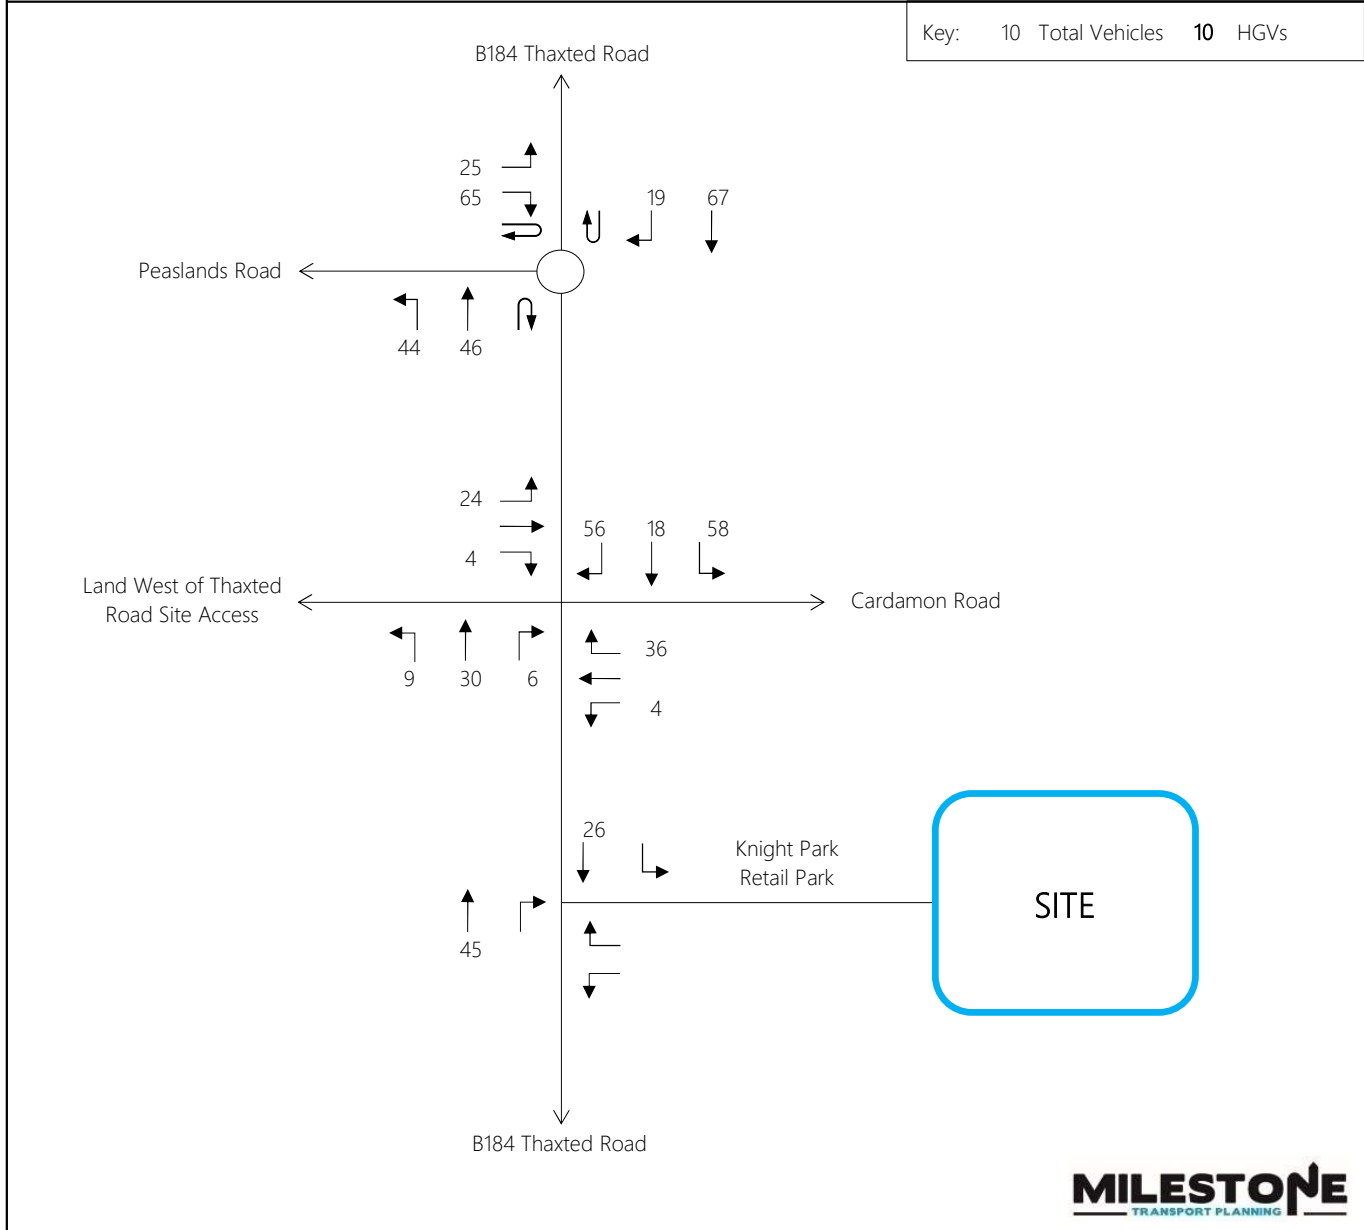 Key: 10 Total Vehicles 10 HGVs
B184 Thaxted Road
25
65
19 67
Peaslands Road
44 46
24
4
56 18 58
Land West of Thaxted
Road Site Access
Cardamon Road
9 30 6
36
4
26
Knight Park
Retail Park
45
SITE
B184 Thaxted Road
MILESTONE
TRANSPORT PLANNING